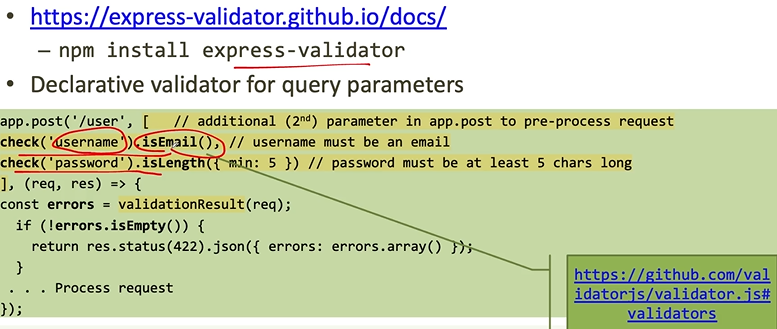 • https://express-validator.github.io/docs/
– npm install express-validator
• Declarative validator for query parameters
app.post('/user', [ // additional (2nd) parameter in app.post to pre-process request
check('username').isEmail(), // username must be an email
check('password').isLength({ min: 5 }) // password must be at least 5 chars long
], (req, res) => {
const errors = validationResult(req);
if (!errors.isEmpty()) {
return res.status(422).json({ errors: errors.array() });
}
. . . Process request
});
https://github.com/val
idatorjs/validator.js#
validators